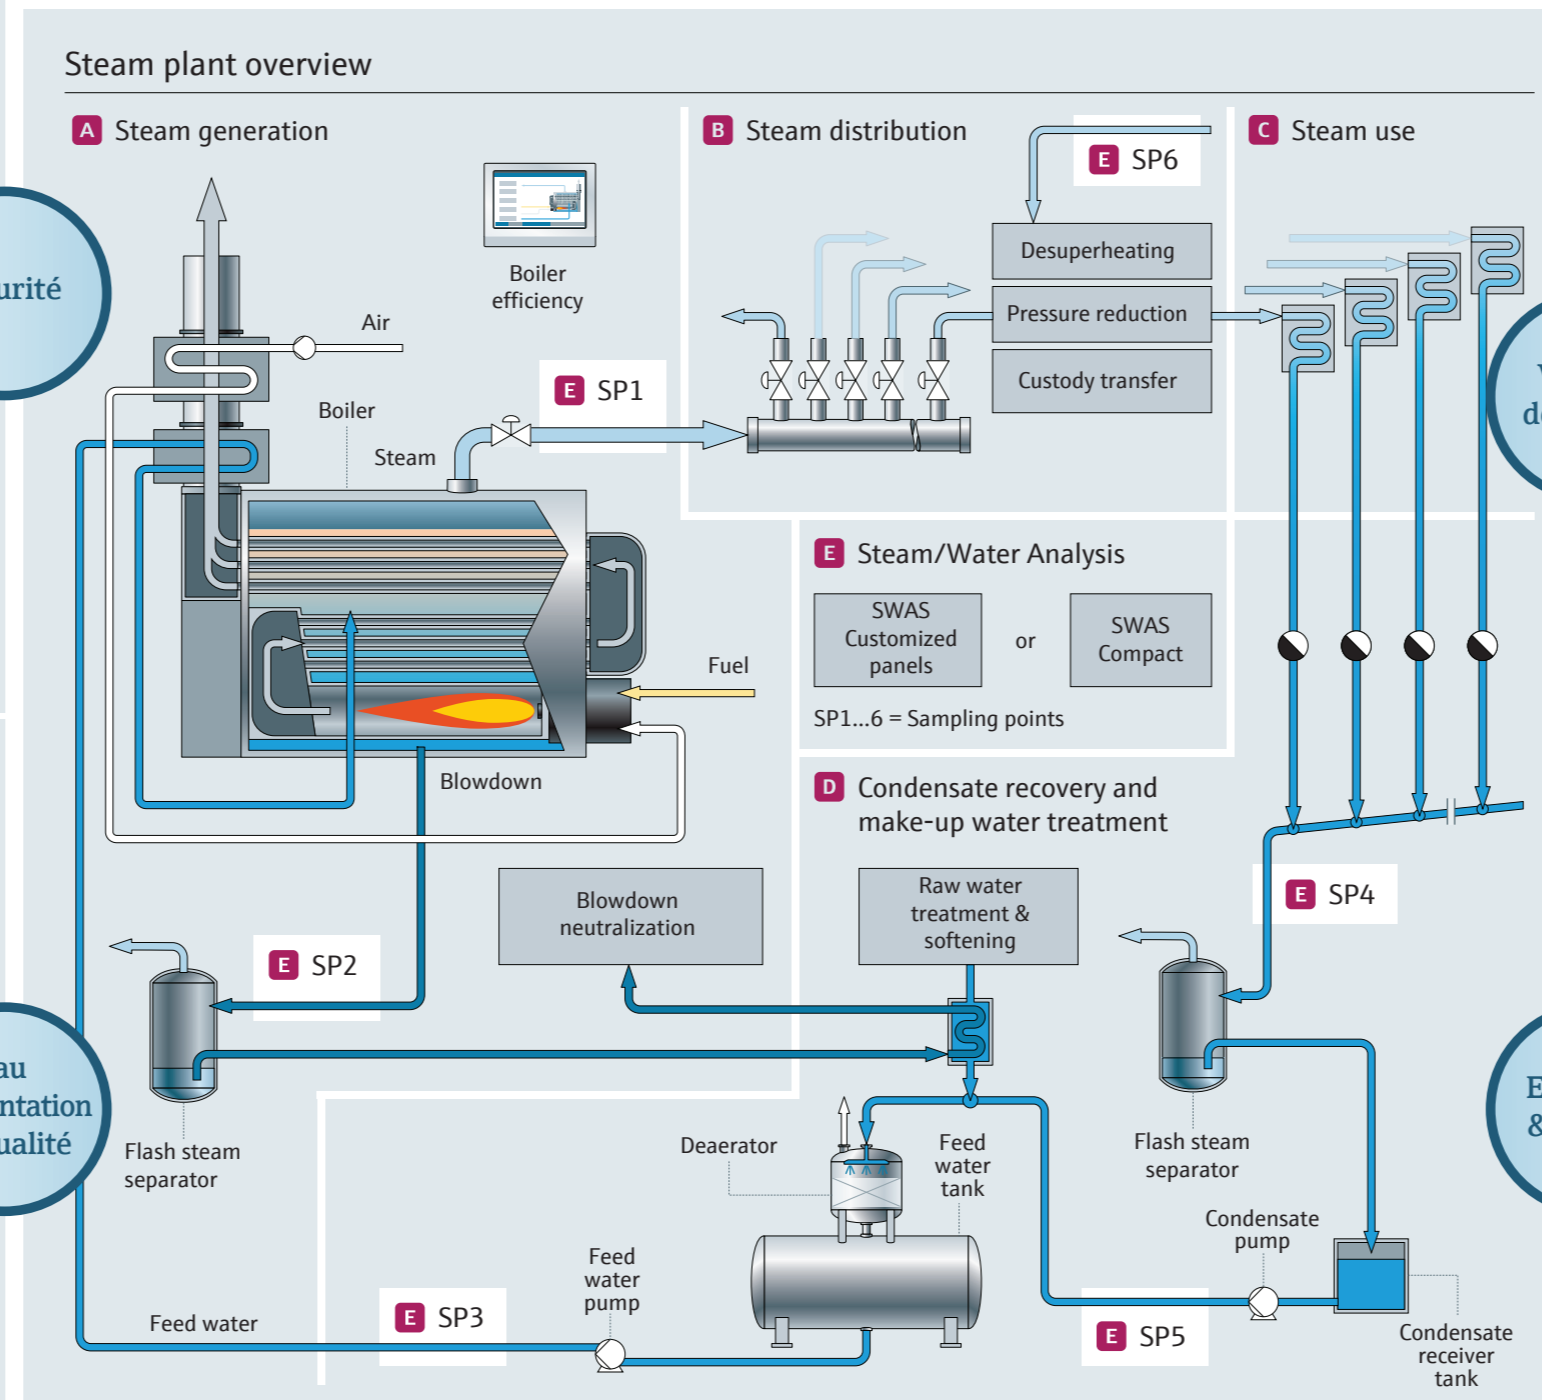 Steam plant overview
A Steam generation
B Steam distribution
C Steam use
E SP6
Boiler
efficiency
Desuperheating
Pressure reduction
Custody transfer
Air
E SP1
Boiler
Steam
E Steam/Water Analysis
SWAS
Customized
panels
or
SWAS
Compact
SP1...6 = Sampling points
Fuel
Blowdown
D Condensate recovery and
make-up water treatment
Blowdown
neutralization
Raw water
treatment &
softening
E SP4
E SP2
Flash steam
separator
Deaerator
Feed
water
tank
Flash steam
separator
Condensate
pump
Feed
water
pump
Feed water
E SP3
E SP5
Condensate
receiver
tank
urité
au
ntation
ualité
&